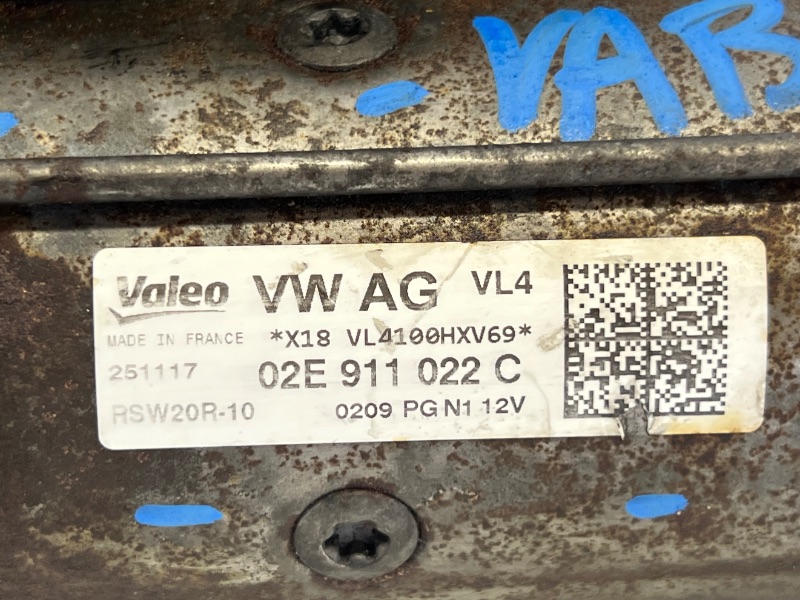 VAB
Valeo VW AG VL4
MADE IN FRANCE *X18 VL4100HXV69*
251117 02E 911 022 C
RSW20R-10 0209 PG N1 12V